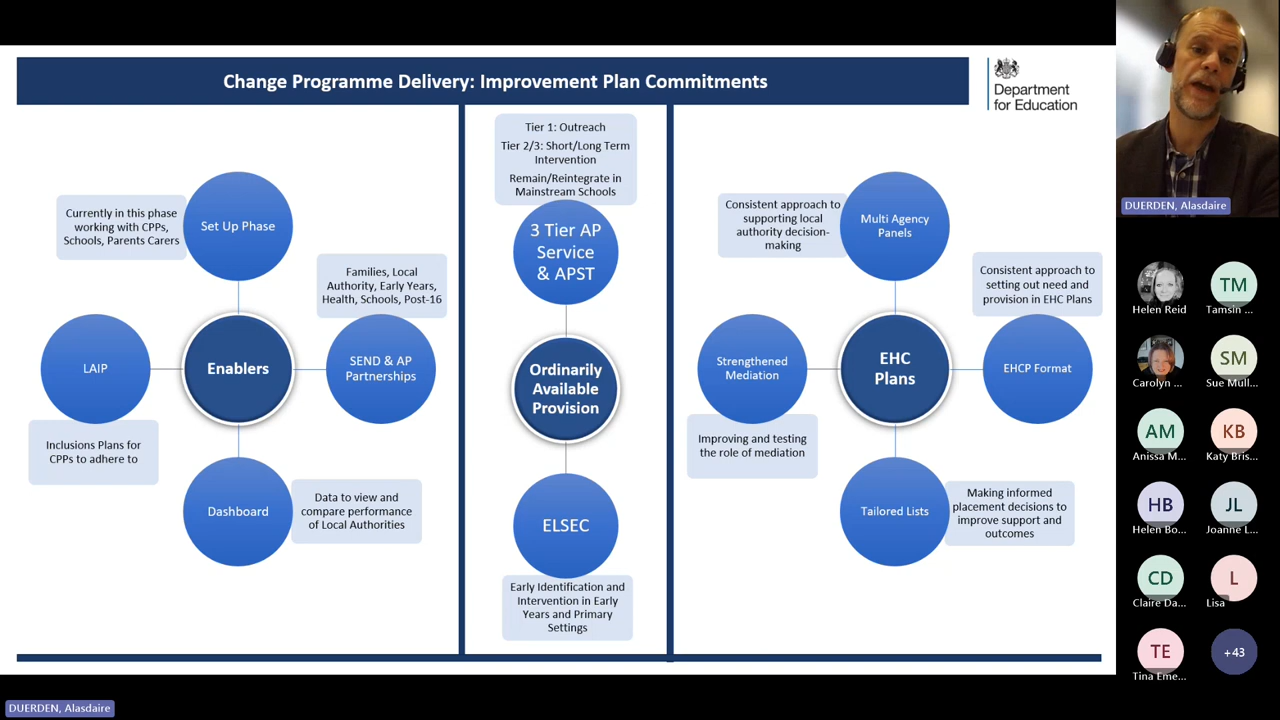 Change Programme Delivery: Improvement Plan Commitments
Department
for Education
Currently in this phase
working with CPPs,
Schools, Parents Carers
Set Up Phase
Families, Local
Authority, Early Years,
Health, Schools, Post-16
LAIP
Enablers
SEND & AP
Partnerships
Inclusions Plans for
CPPs to adhere to
Dashboard
Data to view and
compare performance
of Local Authorities
Tier 1: Outreach
Tier 2/3: Short/Long Term
Intervention
Remain/Reintegrate in
Mainstream Schools
3 Tier AP
Service
& APST
Ordinarily
Available
Provision
ELSEC
Early Identification and
Intervention in Early
Years and Primary
Settings
Consistent approach to
supporting local
authority decision-
making
Multi Agency
Panels
Consistent approach to
setting out need and
provision in EHC Plans
Strengthened
Mediation
EHC
Plans
EHCP Format
Improving and testing
the role of mediation
Tailored Lists
Making informed
placement decisions to
improve support and
outcomes
DUERDEN, Alasdaire
Helen Reid
TM
Tamsin ...
Carolyn ...
SM
Sue Mull...
AM
Anissa M...
KB
Katy Bris...
HB
Helen Bo...
JL
Joanne L...
CD
Claire Da...
L
Lisa
TE
Tina Eme...
+43
DUERDEN, Alasdaire